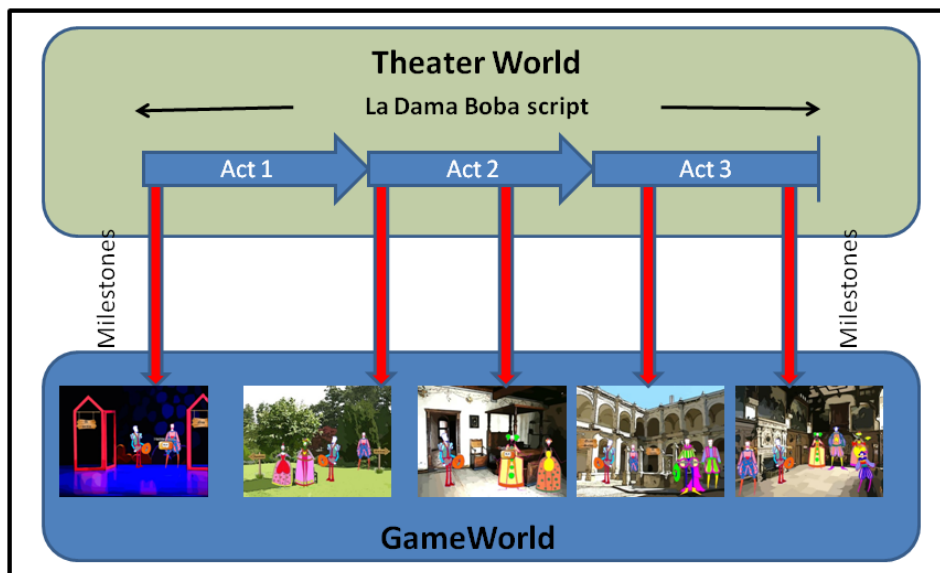 Theater World
La Dama Boba script
Act 1
Act 2
Act 3
Milestones
Milestones
GameWorld